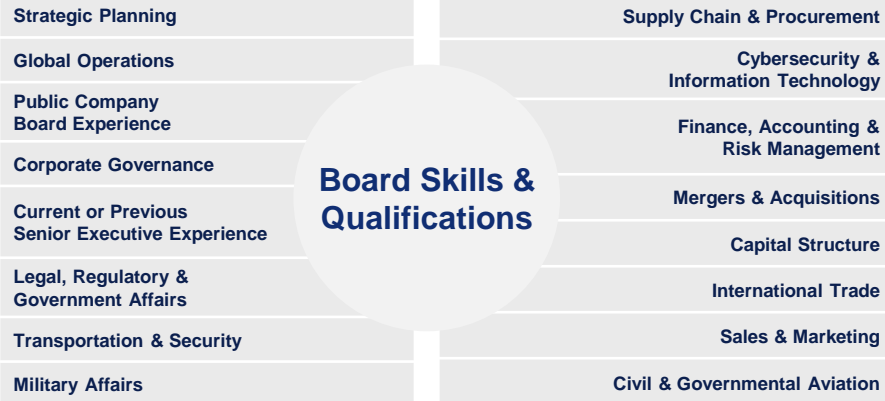 Strategic Planning
Global Operations
Public Company
Board Experience
Corporate Governance
Current or Previous
Senior Executive Experience
Legal, Regulatory &
Government Affairs
Transportation & Security
Military Affairs
Board Skills &
Qualifications
Supply Chain & Procurement
Cybersecurity &
Information Technology
Finance, Accounting &
Risk Management
Mergers & Acquisitions
Capital Structure
International Trade
Sales & Marketing
Civil & Governmental Aviation